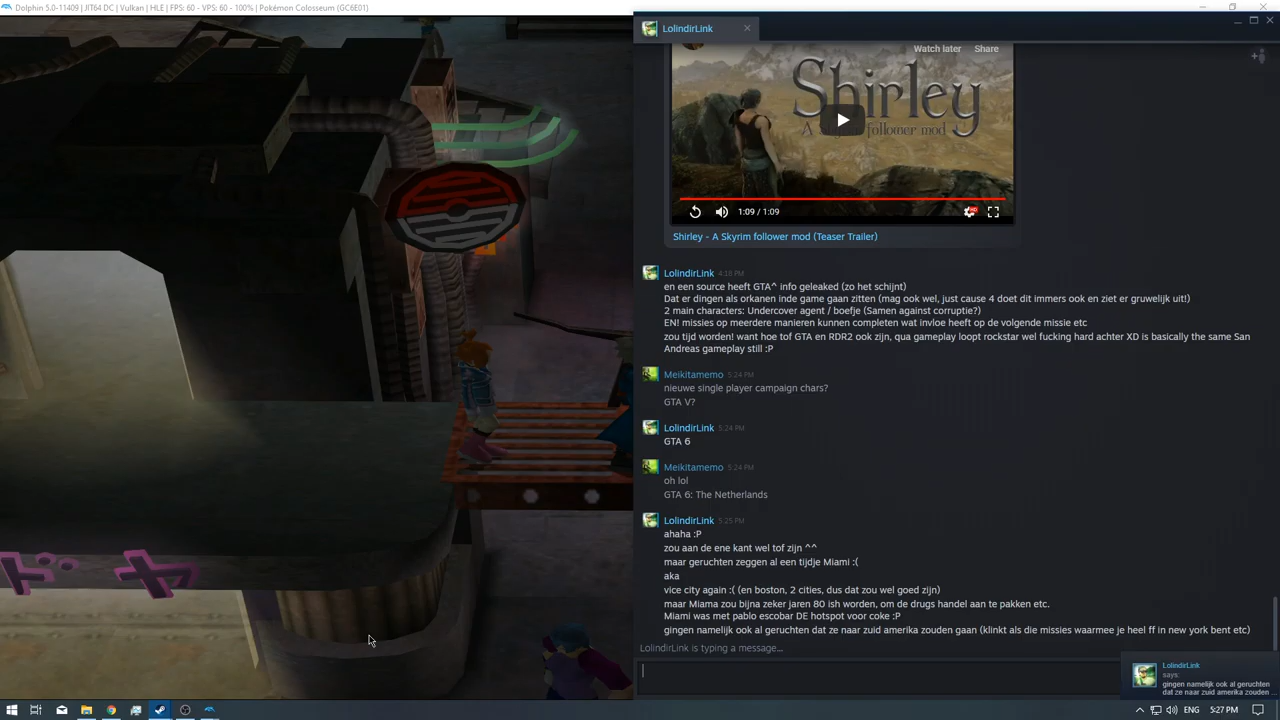 Dolphin 5.0-11409 | JIT64 DC | Vulkan | HLE | FPS: 60 - VPS: 60 - 100% | Pokémon Colosseum (GC6E01)
LolindirLink
Watch later
Share
Shirley
A Skyrim follower mod
1:09 / 1:09
HD
Shirley - A Skyrim follower mod (Teaser Trailer)
LolindirLink 4:18 PM
en een source heeft GTA^ info geleaked (zo het schijnt)
Dat er dingen als orkanen inde game gaan zitten (mag ook wel, just cause 4 doet dit immers ook en ziet er gruwelijk uit!)
2 main characters: Undercover agent / boefje (Samen against corruptie?)
EN! missies op meerdere manieren kunnen completen wat invloe heeft op de volgende missie etc
zou tijd worden! want hoe tof GTA en RDR2 ook zijn, qua gameplay loopt rockstar wel fucking hard achter XD is basically the same San
Andreas gameplay still :P
Meikitamemo 5:24 PM
nieuwe single player campaign chars?
GTA V?
LolindirLink 5:24 PM
GTA 6
Meikitamemo 5:24 PM
oh lol
GTA 6: The Netherlands
LolindirLink 5:25 PM
ahaha :P
zou aan de ene kant wel tof zijn ^^
maar geruchten zeggen al een tijdje Miami :(
aka
vice city again :( (en boston, 2 cities, dus dat zou wel goed zijn)
maar Miama zou bijna zeker jaren 80 ish worden, om de drugs handel aan te pakken etc.
Miami was met pablo escobar DE hotspot voor coke :P
gingen namelijk ook al geruchten dat ze naar zuid amerika zouden gaan (klinkt als die missies waarmee je heel ff in new york bent etc)
LolindirLink is typing a message...
LolindirLink
says:
gingen namelijk ook al geruchten
dat ze naar zuid amerika zouden ...
ENG
5:27 PM